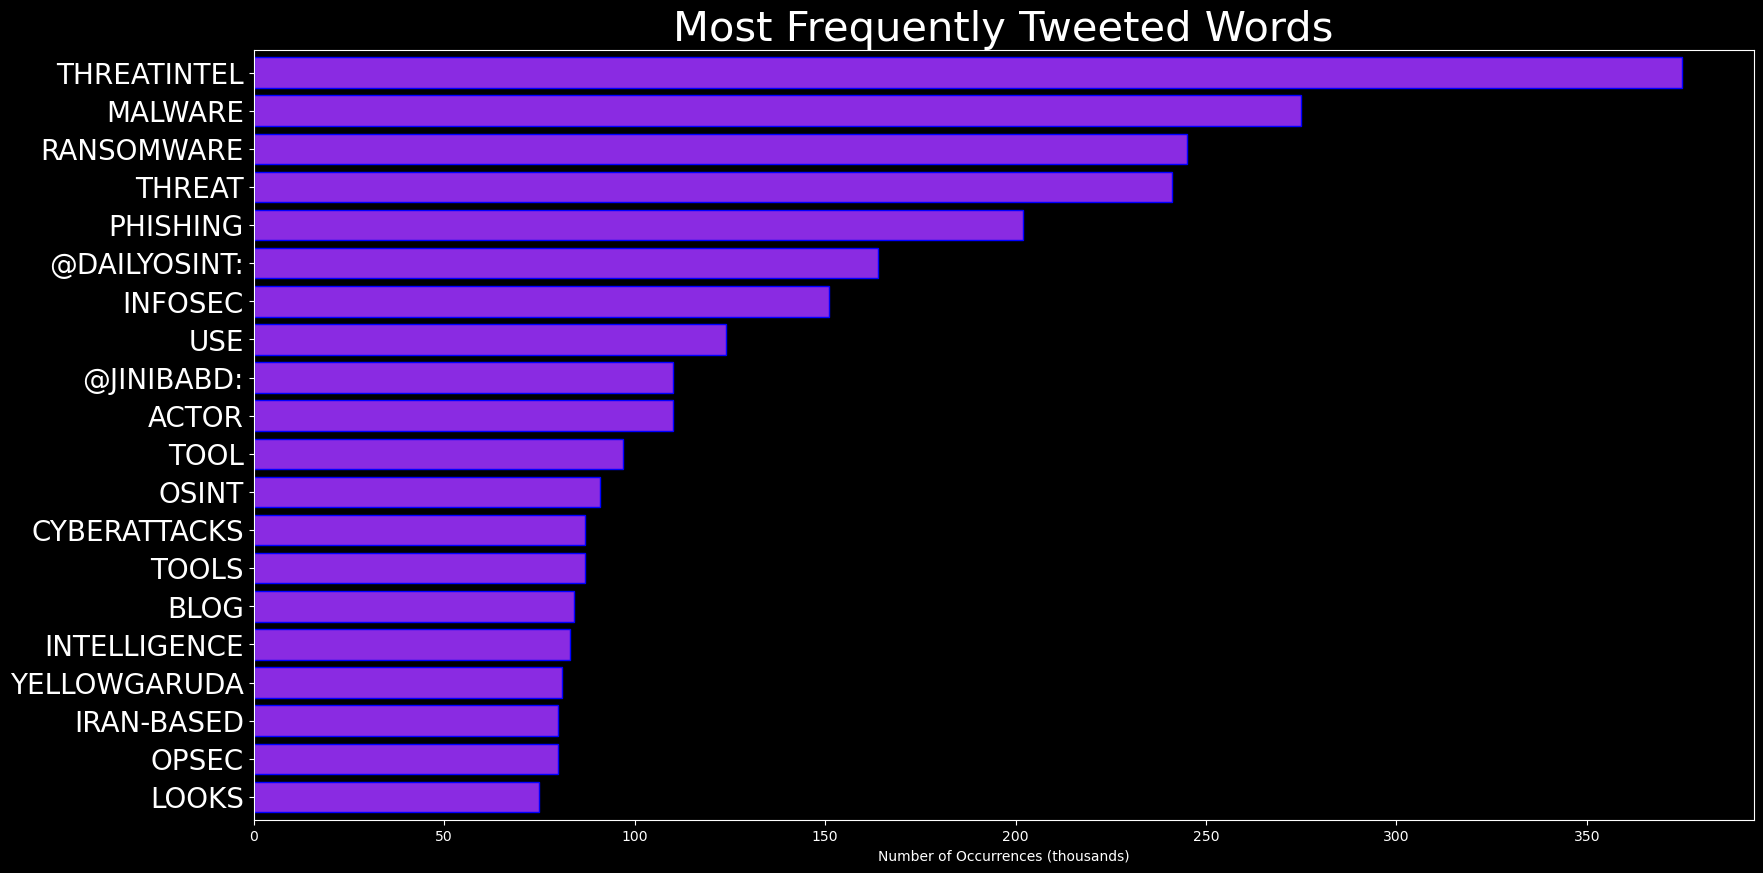 Most Frequently Tweeted Words
THREATINTEL
MALWARE
RANSOMWARE
THREAT
PHISHING
@DAILYOSINT:
INFOSEC
USE
@JINIBABD:
ACTOR
TOOL
OSINT
CYBERATTACKS
TOOLS
BLOG
INTELLIGENCE
YELLOWGARUDA
IRAN-BASED
OPSEC
LOOKS
0 50 100 150 200 250 300 350
Number of Occurrences (thousands)